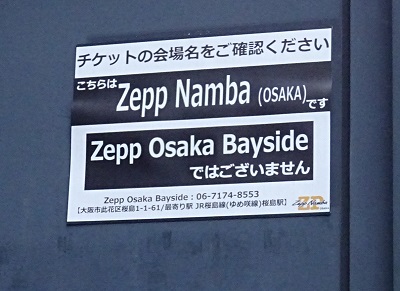 チケットの会場名をご確認ください
こちらは Zepp Namba (OSAKA) です
Zepp Osaka Bayside
ではございません
Zepp Osaka Bayside : 06-7174-8553
【大阪市此花区桜島1-1-61/最寄り駅 JR桜島線(ゆめ咲線)桜島駅】
Zepp Namba